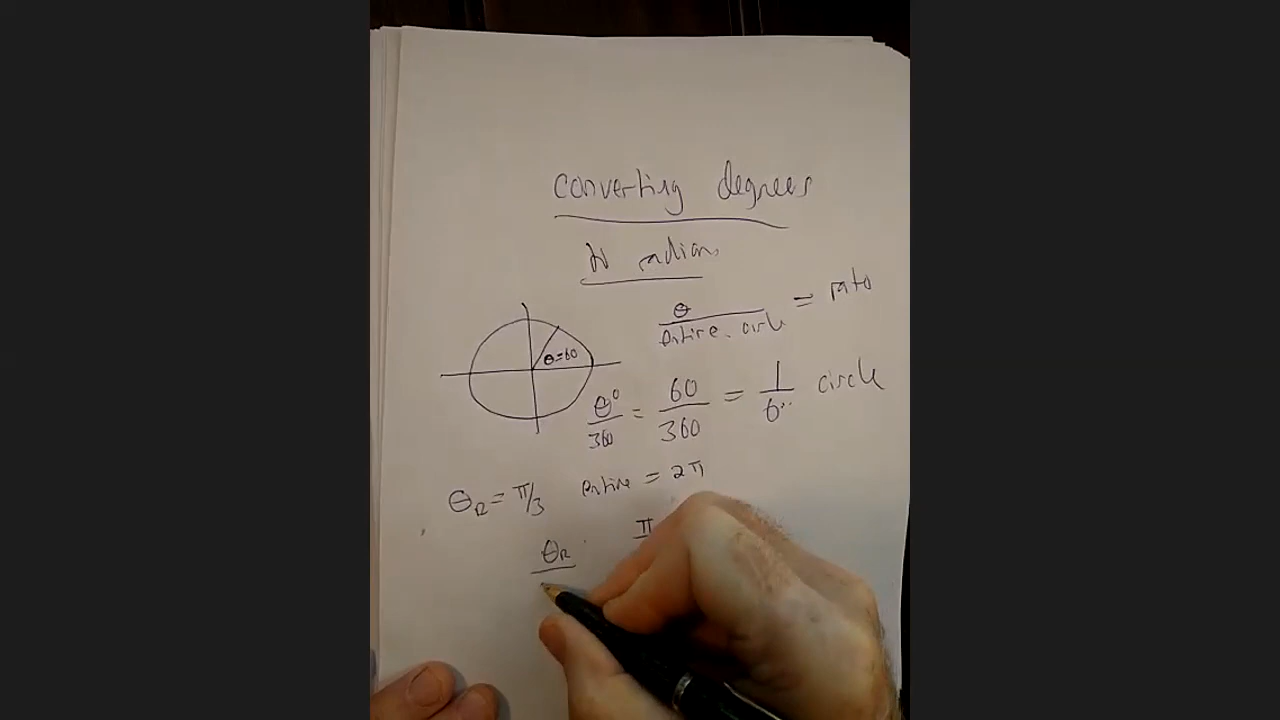 converting degrees
to radians
θ / entire circle = ratio
θ=60
θ° / 360 = 60 / 360 = 1 / 6 circle
θR = π/3 entire = 2π
π
θR